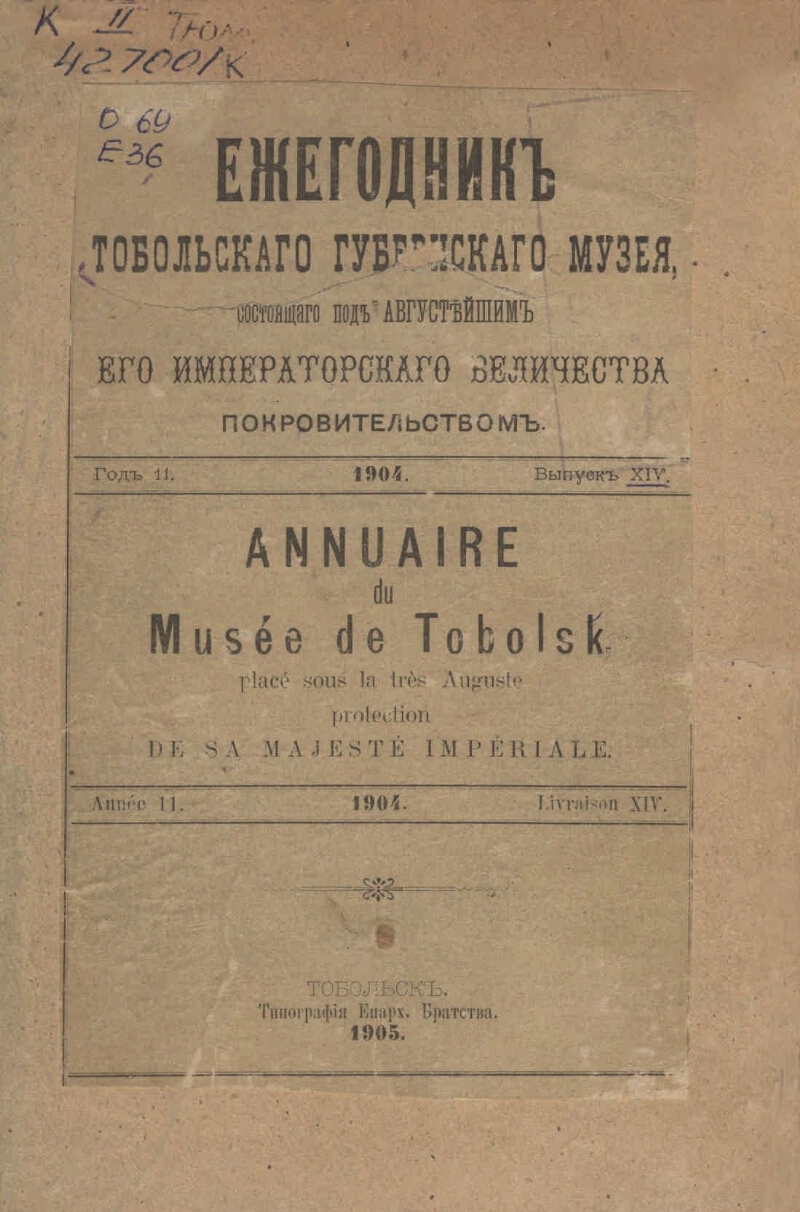 К II Тюм.
42700/К
О 69
Е36
ЕЖЕГОДНИКЪ
ТОБОЛЬСКАГО ГУБЕРНСКАГО МУЗЕЯ,
состоящаго подъ АВГУСТѢЙШИМЪ
ЕГО ИМПЕРАТОРСКАГО ВЕЛИЧЕСТВА
ПОКРОВИТЕЛЬСТВОМЪ.
Годъ 11. 1904. Выпускъ XIV.
ANNUAIRE
du
Musée de Tobolsk.
placé sous la très Auguste
protection
DE SA MAJESTÉ IMPÉRIALE.
Année 11. 1904. Livraison XIV.
ТОБОЛЬСКЪ.
Типографія Епарх. Братства.
1905.